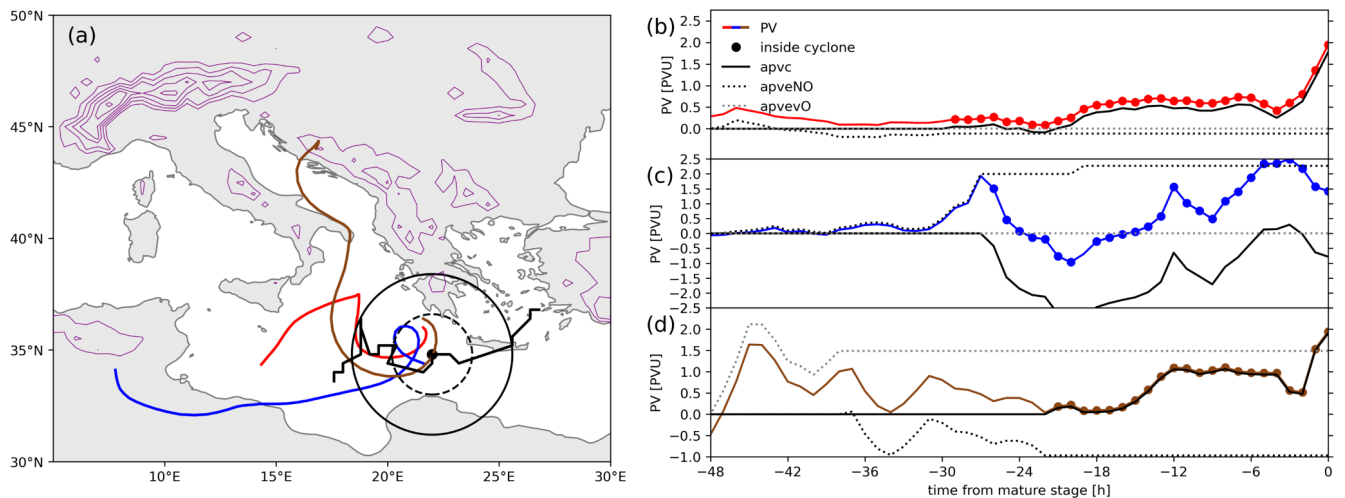 (a)
50°N
45°N
40°N
35°N
30°N
5°E
10°E
15°E
20°E
25°E
30°E
(b)
PV [PVU]
2.5
2.0
1.5
1.0
0.5
0.0
PV
inside cyclone
apvc
apveNO
apvevO
(c)
PV [PVU]
2.5
2.0
1.5
1.0
0.5
0.0
−0.5
−1.0
−1.5
−2.0
−2.5
(d)
PV [PVU]
2.5
2.0
1.5
1.0
0.5
0.0
−0.5
−1.0
−48
−42
−36
−30
−24
−18
−12
−6
0
time from mature stage [h]